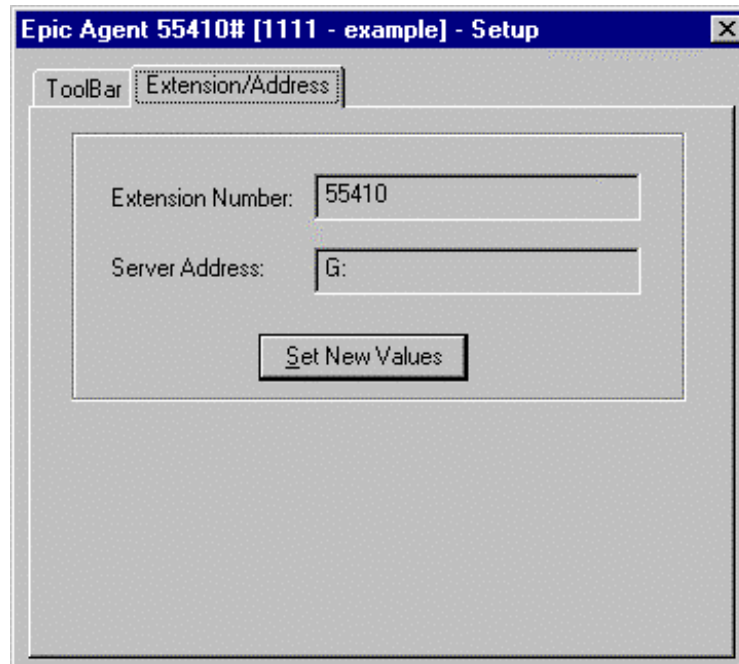 Epic Agent 55410# [1111 - example] - Setup
ToolBar Extension/Address
Extension Number: 55410
Server Address: G:
Set New Values